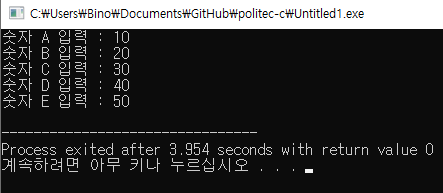 C:₩Users₩Bino₩Documents₩GitHub₩politec-c₩Untitled1.exe
숫자 A 입력 : 10
숫자 B 입력 : 20
숫자 C 입력 : 30
숫자 D 입력 : 40
숫자 E 입력 : 50
--------------------------------
Process exited after 3.954 seconds with return value 0
계속하려면 아무 키나 누르십시오 . . .